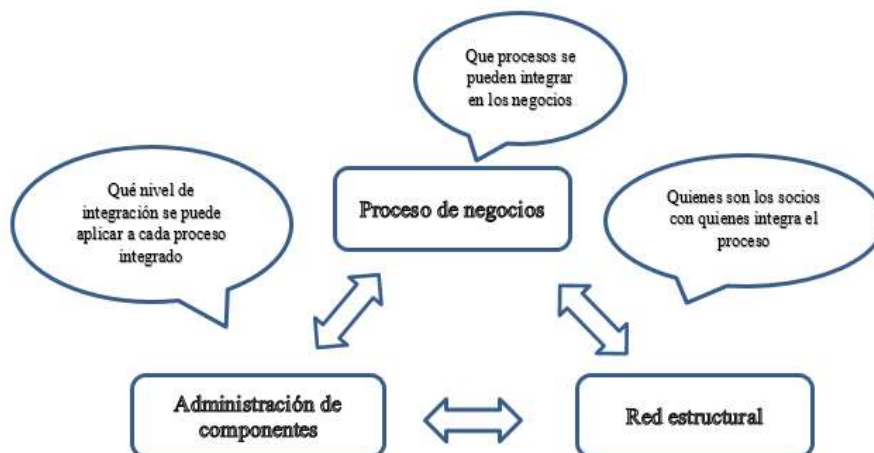 Que procesos se
pueden integrar
en los negocios
Qué nivel de
integración se puede
aplicar a cada proceso
integrado
Proceso de negocios
Quienes son los socios
con quienes integra el
proceso
Administración de
componentes
Red estructural